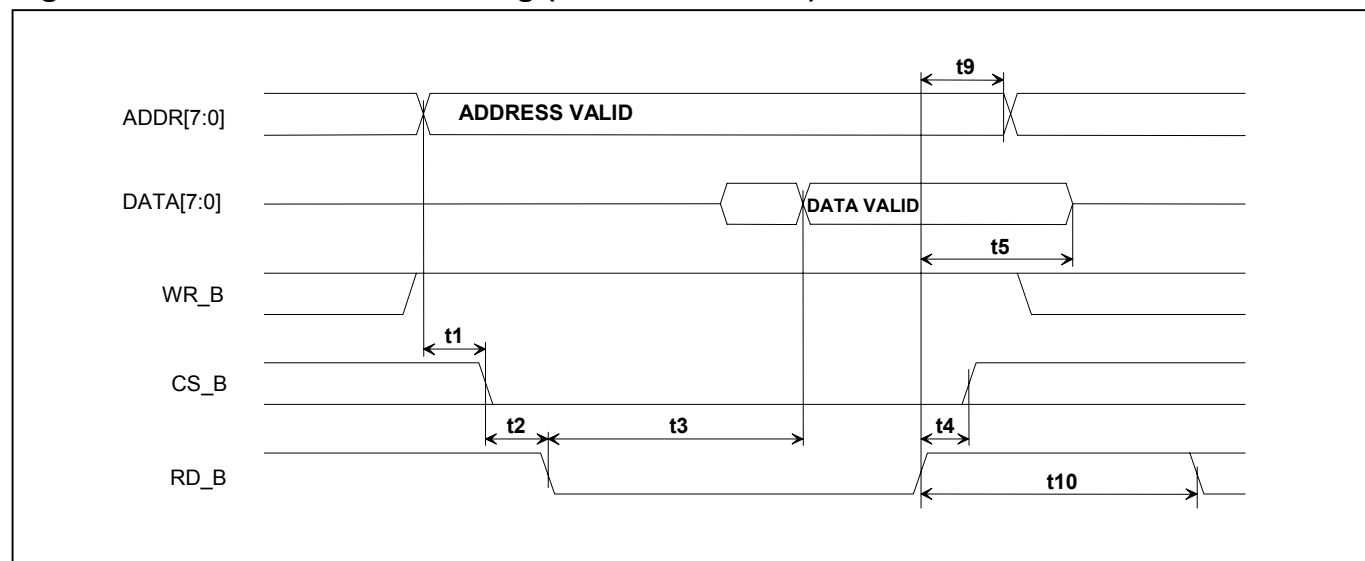 t9
ADDR[7:0]
ADDRESS VALID
DATA[7:0]
DATA VALID
t5
WR_B
t1
CS_B
t2
t3
t4
RD_B
t10